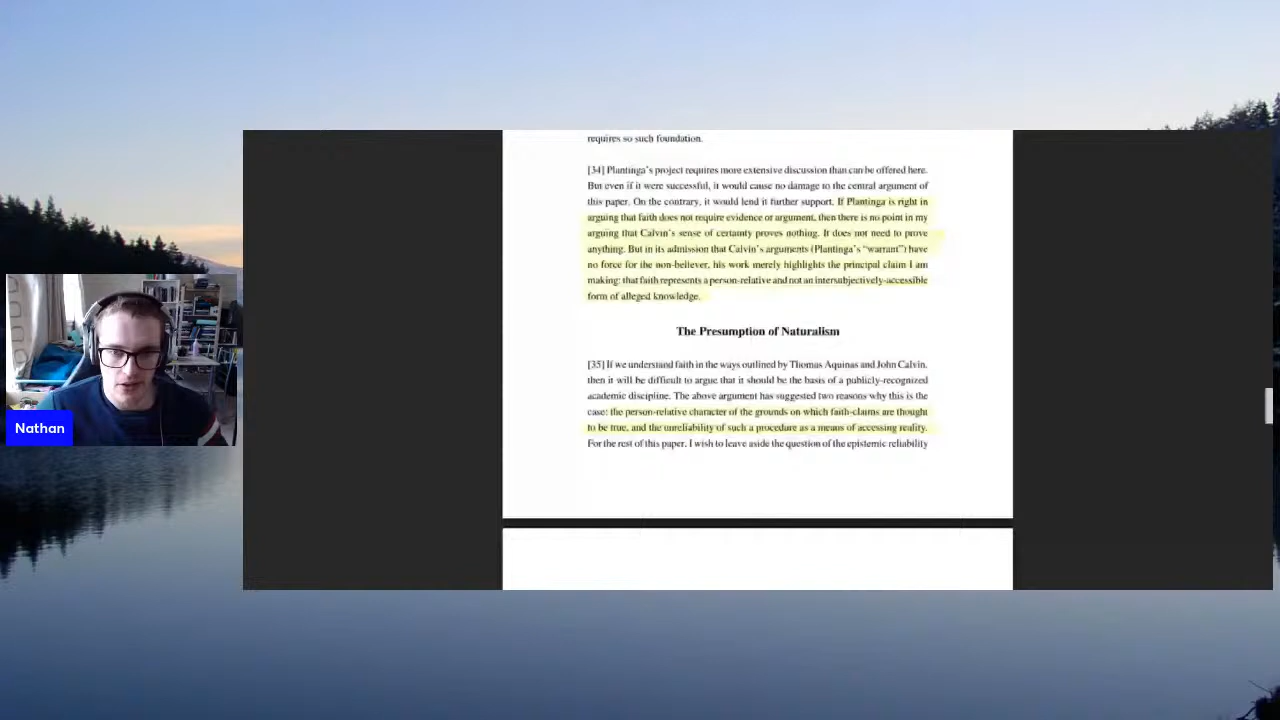 requires so such foundation.
[34] Plantinga's project requires more extensive discussion than can be offered here.
But even if it were successful, it would cause no damage to the central argument of
this paper. On the contrary, it would lend it further support. If Plantinga is right in
arguing that faith does not require evidence or argument, then there is no point in my
arguing that Calvin's sense of certainty proves nothing. It does not need to prove
anything. But in its admission that Calvin's arguments (Plantinga's "warrant") have
no force for the non-believer, his work merely highlights the principal claim I am
making: that faith represents a person-relative and not an intersubjectively-accessible
form of alleged knowledge.
The Presumption of Naturalism
[35] If we understand faith in the ways outlined by Thomas Aquinas and John Calvin,
then it will be difficult to argue that it should be the basis of a publicly-recognized
academic discipline. The above argument has suggested two reasons why this is the
case: the person-relative character of the grounds on which faith-claims are thought
to be true, and the unreliability of such a procedure as a means of accessing reality.
For the rest of this paper, I wish to leave aside the question of the epistemic reliability
Nathan